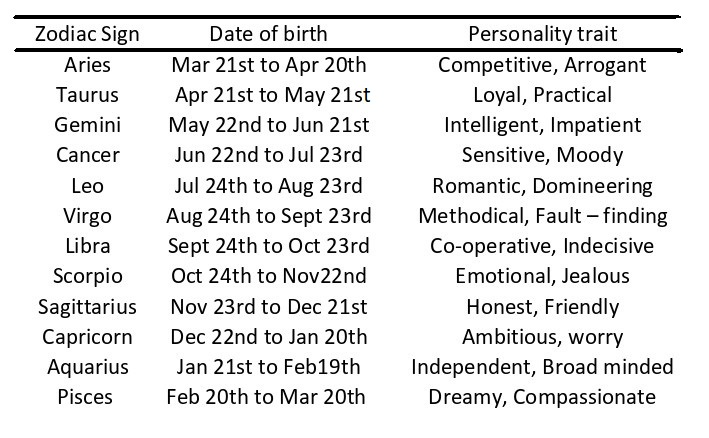 Zodiac Sign Date of birth Personality trait
Aries Mar 21st to Apr 20th Competitive, Arrogant
Taurus Apr 21st to May 21st Loyal, Practical
Gemini May 22nd to Jun 21st Intelligent, Impatient
Cancer Jun 22nd to Jul 23rd Sensitive, Moody
Leo Jul 24th to Aug 23rd Romantic, Domineering
Virgo Aug 24th to Sept 23rd Methodical, Fault – finding
Libra Sept 24th to Oct 23rd Co-operative, Indecisive
Scorpio Oct 24th to Nov22nd Emotional, Jealous
Sagittarius Nov 23rd to Dec 21st Honest, Friendly
Capricorn Dec 22nd to Jan 20th Ambitious, worry
Aquarius Jan 21st to Feb19th Independent, Broad minded
Pisces Feb 20th to Mar 20th Dreamy, Compassionate